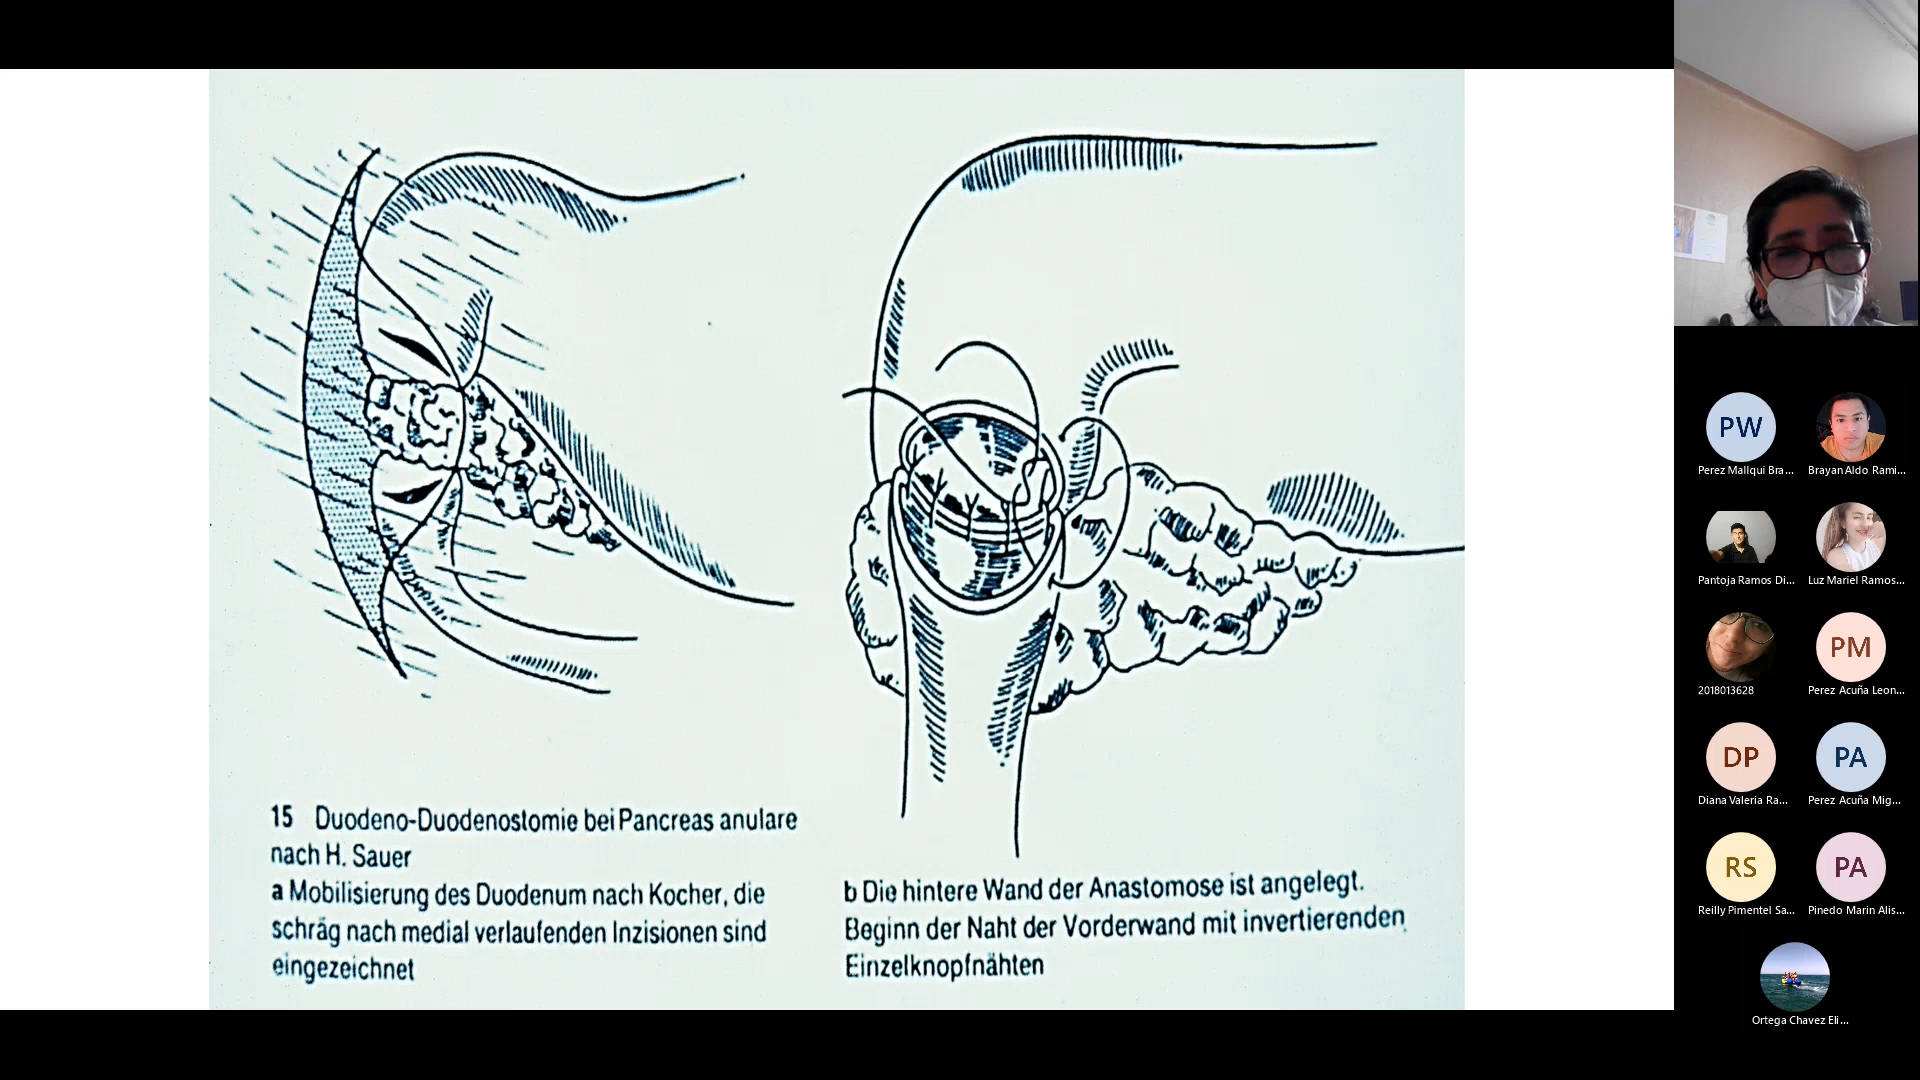 15 Duodeno-Duodenostomie bei Pancreas anulare
nach H. Sauer
a Mobilisierung des Duodenum nach Kocher, die
schräg nach medial verlaufenden Inzisionen sind
eingezeichnet
b Die hintere Wand der Anastomose ist angelegt.
Beginn der Naht der Vorderwand mit invertierenden
Einzelknopfnähten
PW
Perez Mallqui Bra...
Brayan Aldo Rami...
Pantoja Ramos Di...
Luz Mariel Ramos...
2018013628
PM
Perez Acuña Leon...
DP
Diana Valeria Ra...
PA
Perez Acuña Mig...
RS
Reilly Pimentel Sa...
PA
Pinedo Marin Alis...
Ortega Chavez Eli...